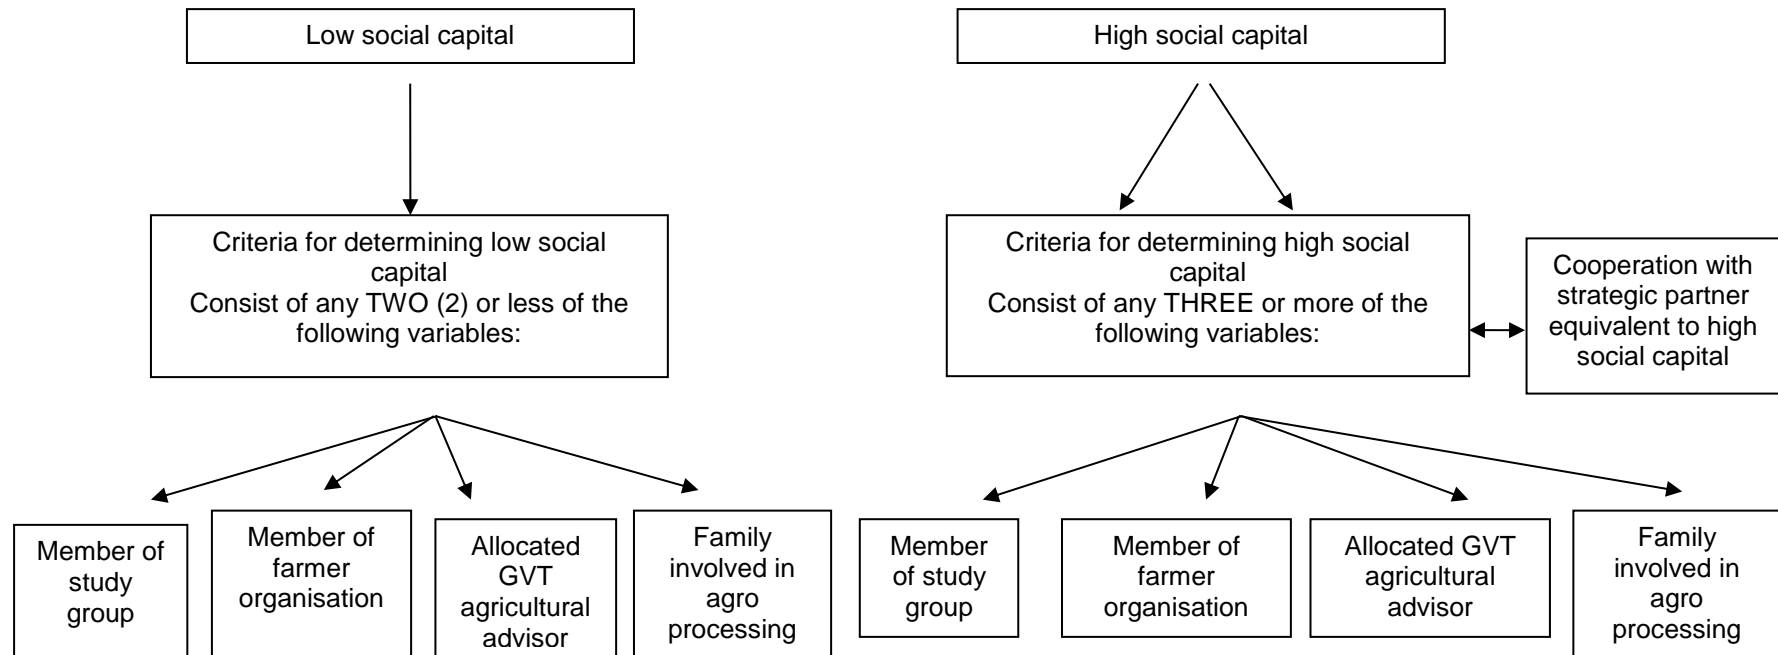 Low social capital
High social capital
Criteria for determining low social
capital
Consist of any TWO (2) or less of the
following variables:
Criteria for determining high social
capital
Consist of any THREE or more of the
following variables:
Cooperation with
strategic partner
equivalent to high
social capital
Member of
study
group
Member of
farmer
organisation
Allocated
GVT
agricultural
advisor
Family
involved in
agro
processing
Member
of study
group
Member of
farmer
organisation
Allocated GVT
agricultural
advisor
Family
involved in
agro
processing